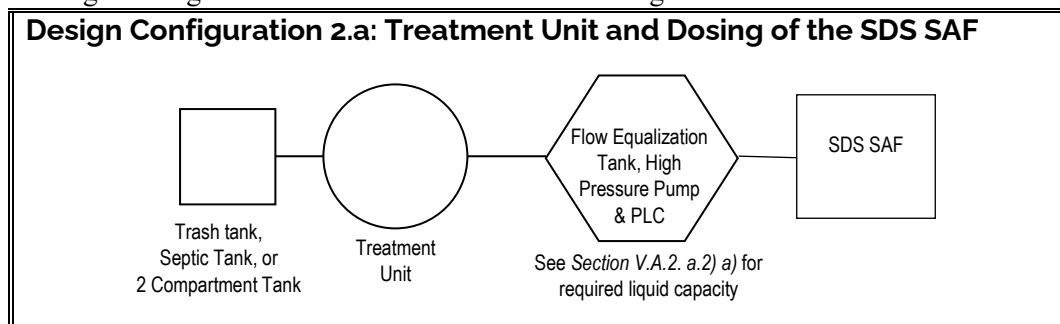 Design Configuration 2.a: Treatment Unit and Dosing of the SDS SAF
Flow Equalization
Tank, High
Pressure Pump
& PLC
SDS SAF
Trash tank,
Septic Tank, or
2 Compartment Tank
Treatment
Unit
See Section V.A.2. a.2) a) for
required liquid capacity